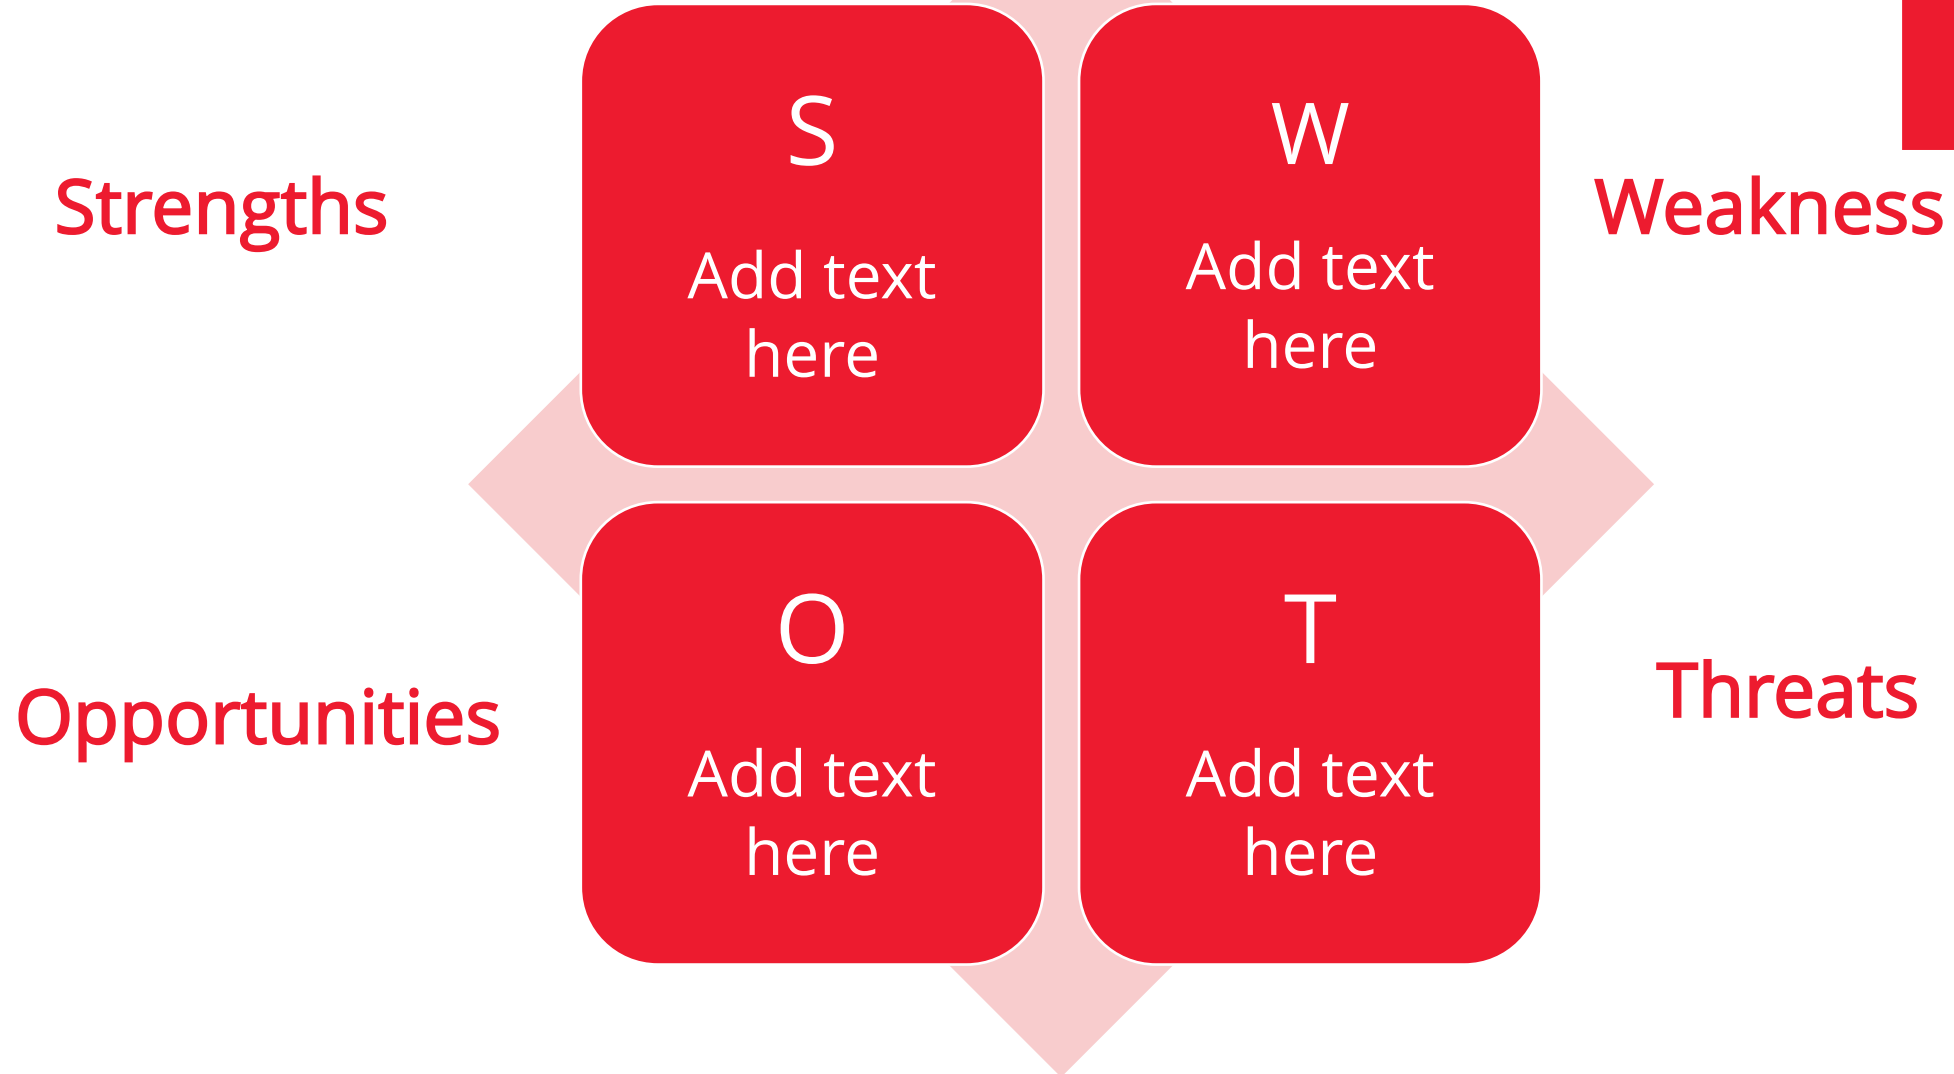 Strengths
S
Add text
here
W
Add text
here
Weakness
Opportunities
O
Add text
here
T
Add text
here
Threats